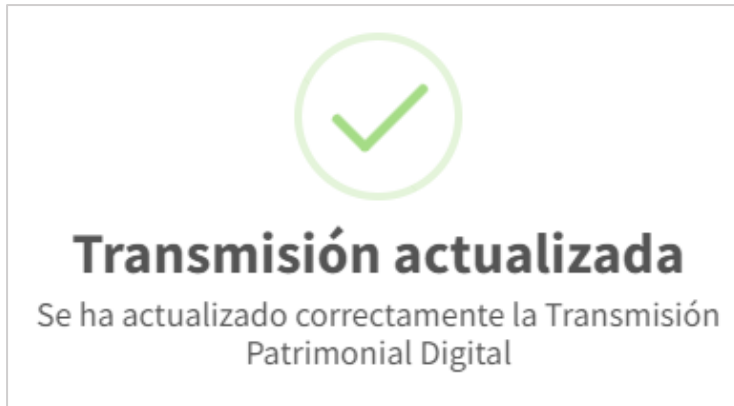 Transmisión actualizada
Se ha actualizado correctamente la Transmisión
Patrimonial Digital